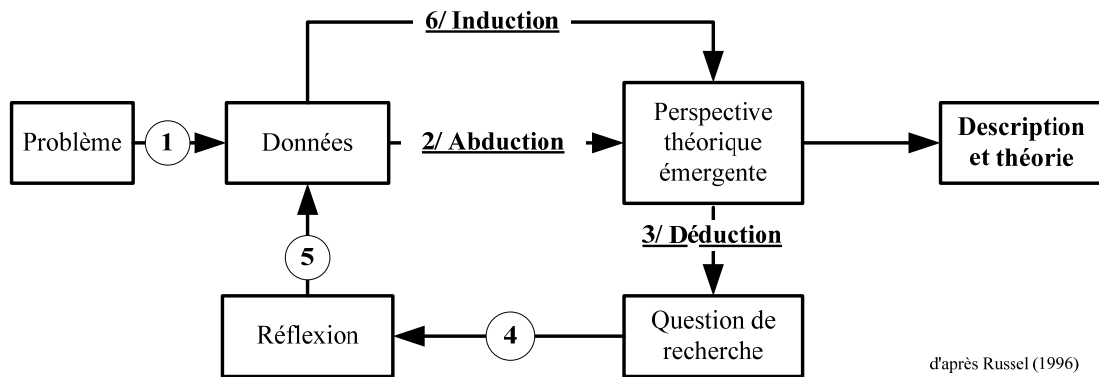 6/ Induction
Problème
1
Données
2/ Abduction
Perspective
théorique
émergente
Description
et théorie
3/ Déduction
5
Réflexion
4
Question de
recherche
d'après Russel (1996)